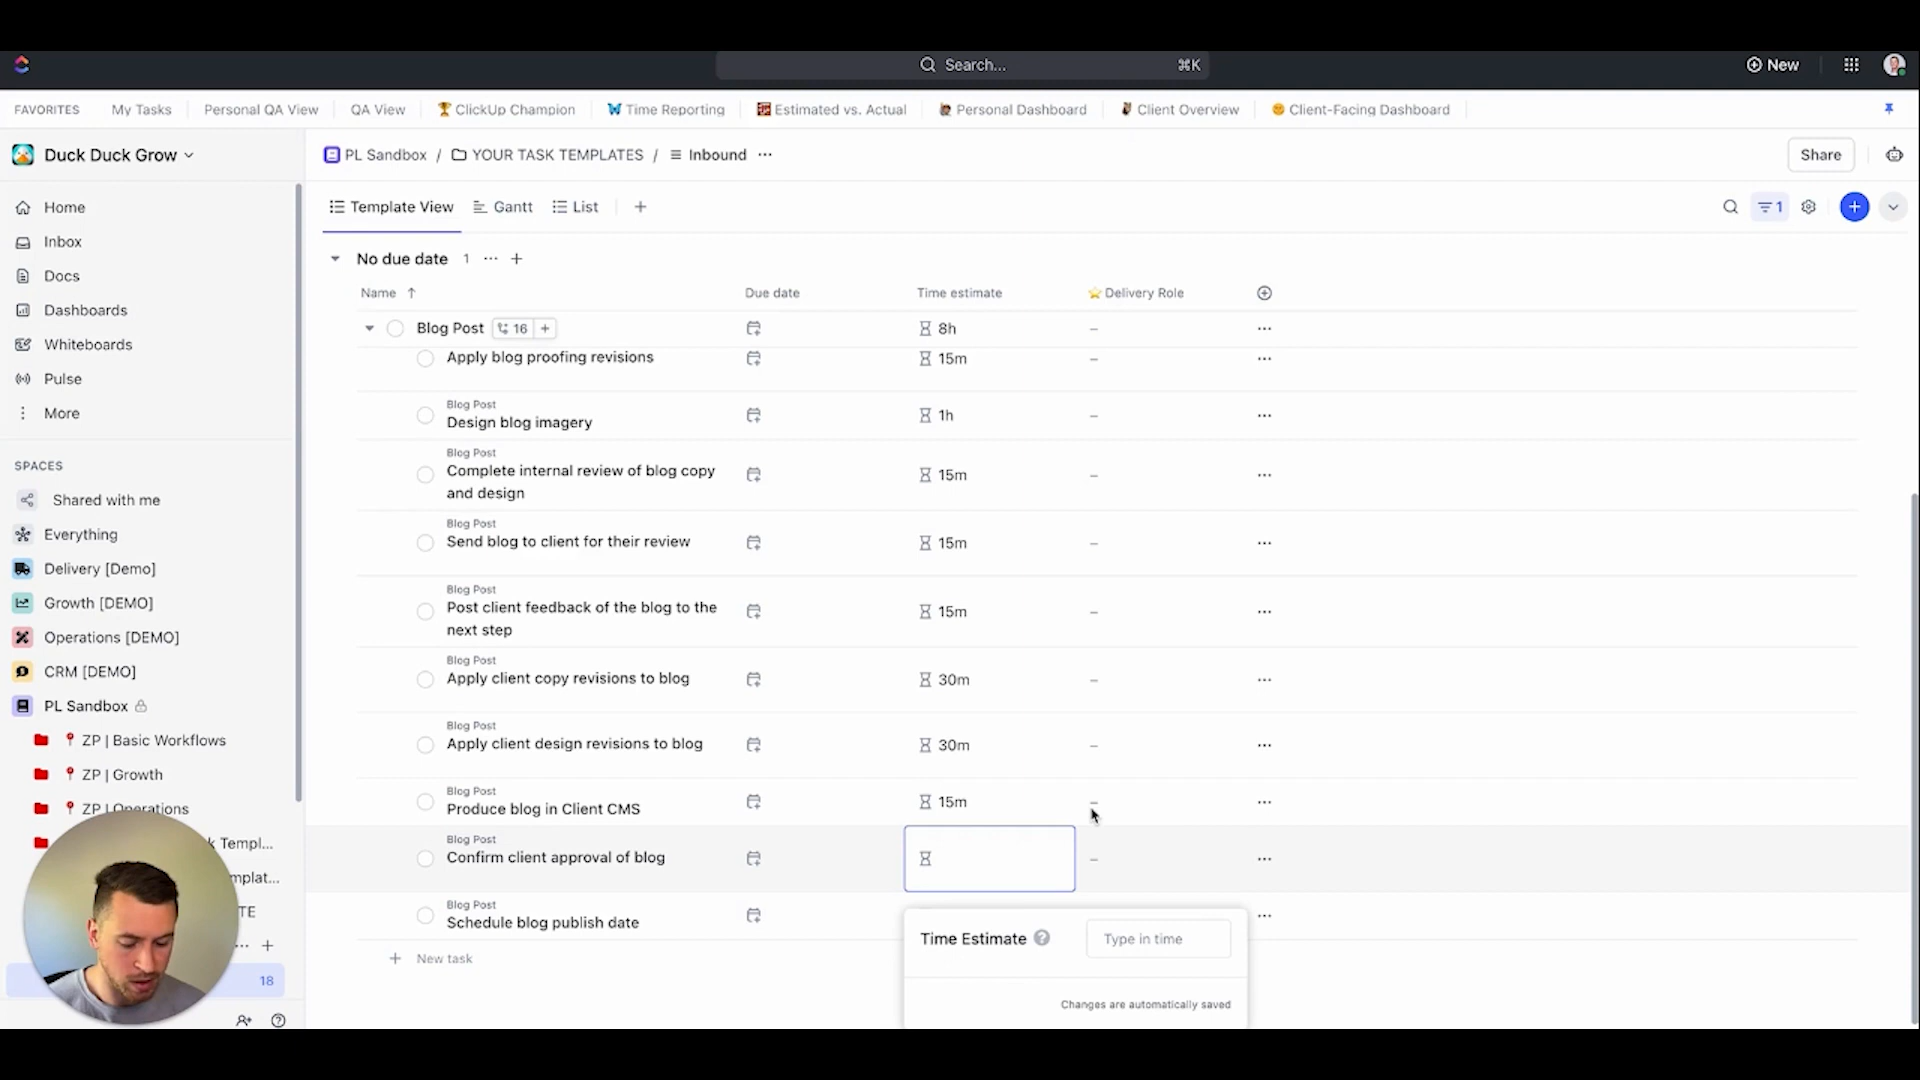 Search...
⌘K
New
FAVORITES
My Tasks
Personal QA View
QA View
ClickUp Champion
Time Reporting
Estimated vs. Actual
Personal Dashboard
Client Overview
Client-Facing Dashboard
Duck Duck Grow
PL Sandbox / YOUR TASK TEMPLATES / Inbound ...
Share
Home
Inbox
Docs
Dashboards
Whiteboards
Pulse
More
SPACES
Shared with me
Everything
Delivery [Demo]
Growth [DEMO]
Operations [DEMO]
CRM [DEMO]
PL Sandbox
ZP | Basic Workflows
ZP | Growth
ZP | Operations
k Templ...
mplat...
TE
18
Template View
Gantt
List
1
No due date 1
Name
Due date
Time estimate
Delivery Role
Blog Post 16
8h
–
Apply blog proofing revisions
15m
–
Blog Post
Design blog imagery
1h
–
Blog Post
Complete internal review of blog copy
and design
15m
–
Blog Post
Send blog to client for their review
15m
–
Blog Post
Post client feedback of the blog to the
next step
15m
–
Blog Post
Apply client copy revisions to blog
30m
–
Blog Post
Apply client design revisions to blog
30m
–
Blog Post
Produce blog in Client CMS
15m
–
Blog Post
Confirm client approval of blog
–
Blog Post
Schedule blog publish date
New task
Time Estimate
?
Type in time
Changes are automatically saved